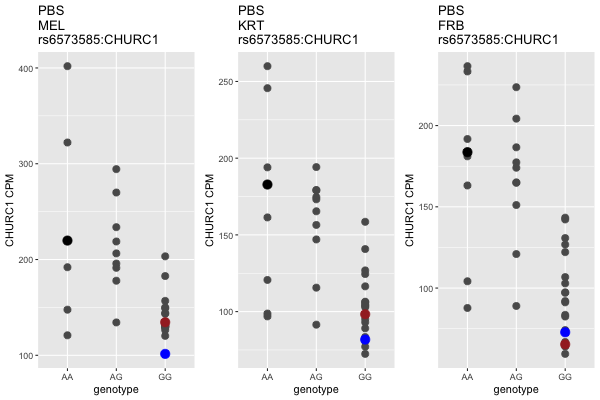 PBS
MEL
rs6573585:CHURC1
400
300
200
100
CHURC1 CPM
AA
AG
GG
genotype
PBS
KRT
rs6573585:CHURC1
250
200
150
100
CHURC1 CPM
AA
AG
GG
genotype
PBS
FRB
rs6573585:CHURC1
200
150
100
CHURC1 CPM
AA
AG
GG
genotype